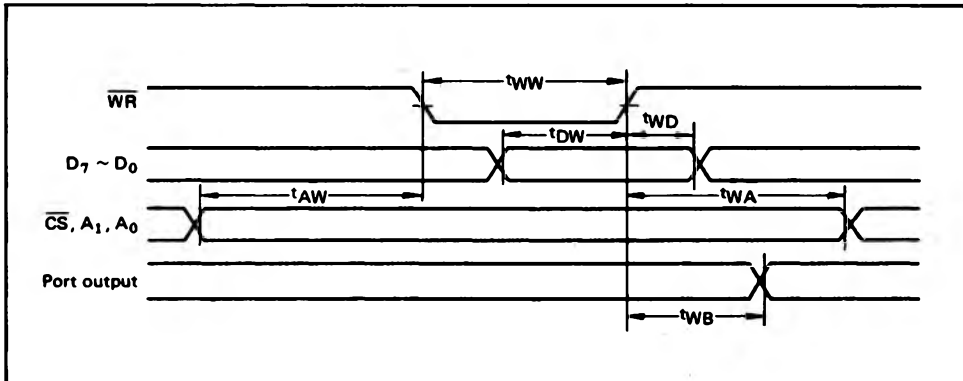 tWW
WR
tDW
tWD
D7 ~ D0
tAW
tWA
CS, A1, A0
Port output
tWB